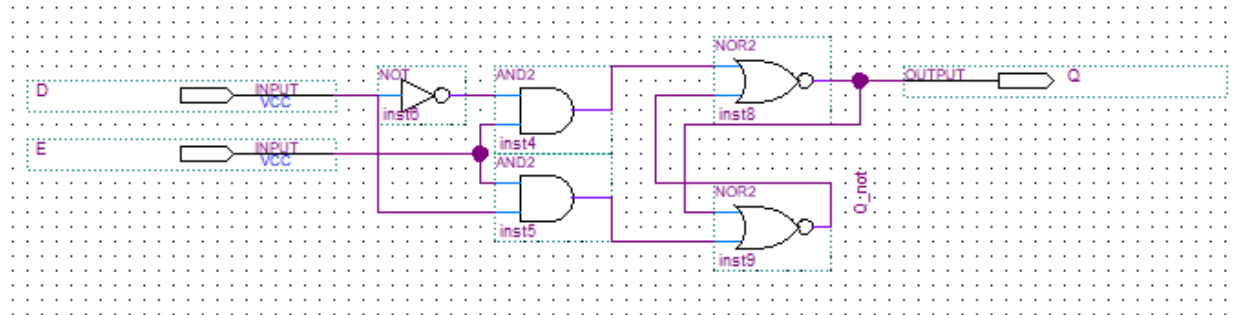 D
INPUT
VCC
E
INPUT
VCC
NOT
inst6
AND2
inst4
AND2
inst5
NOR2
inst8
NOR2
inst9
Q_not
OUTPUT
Q